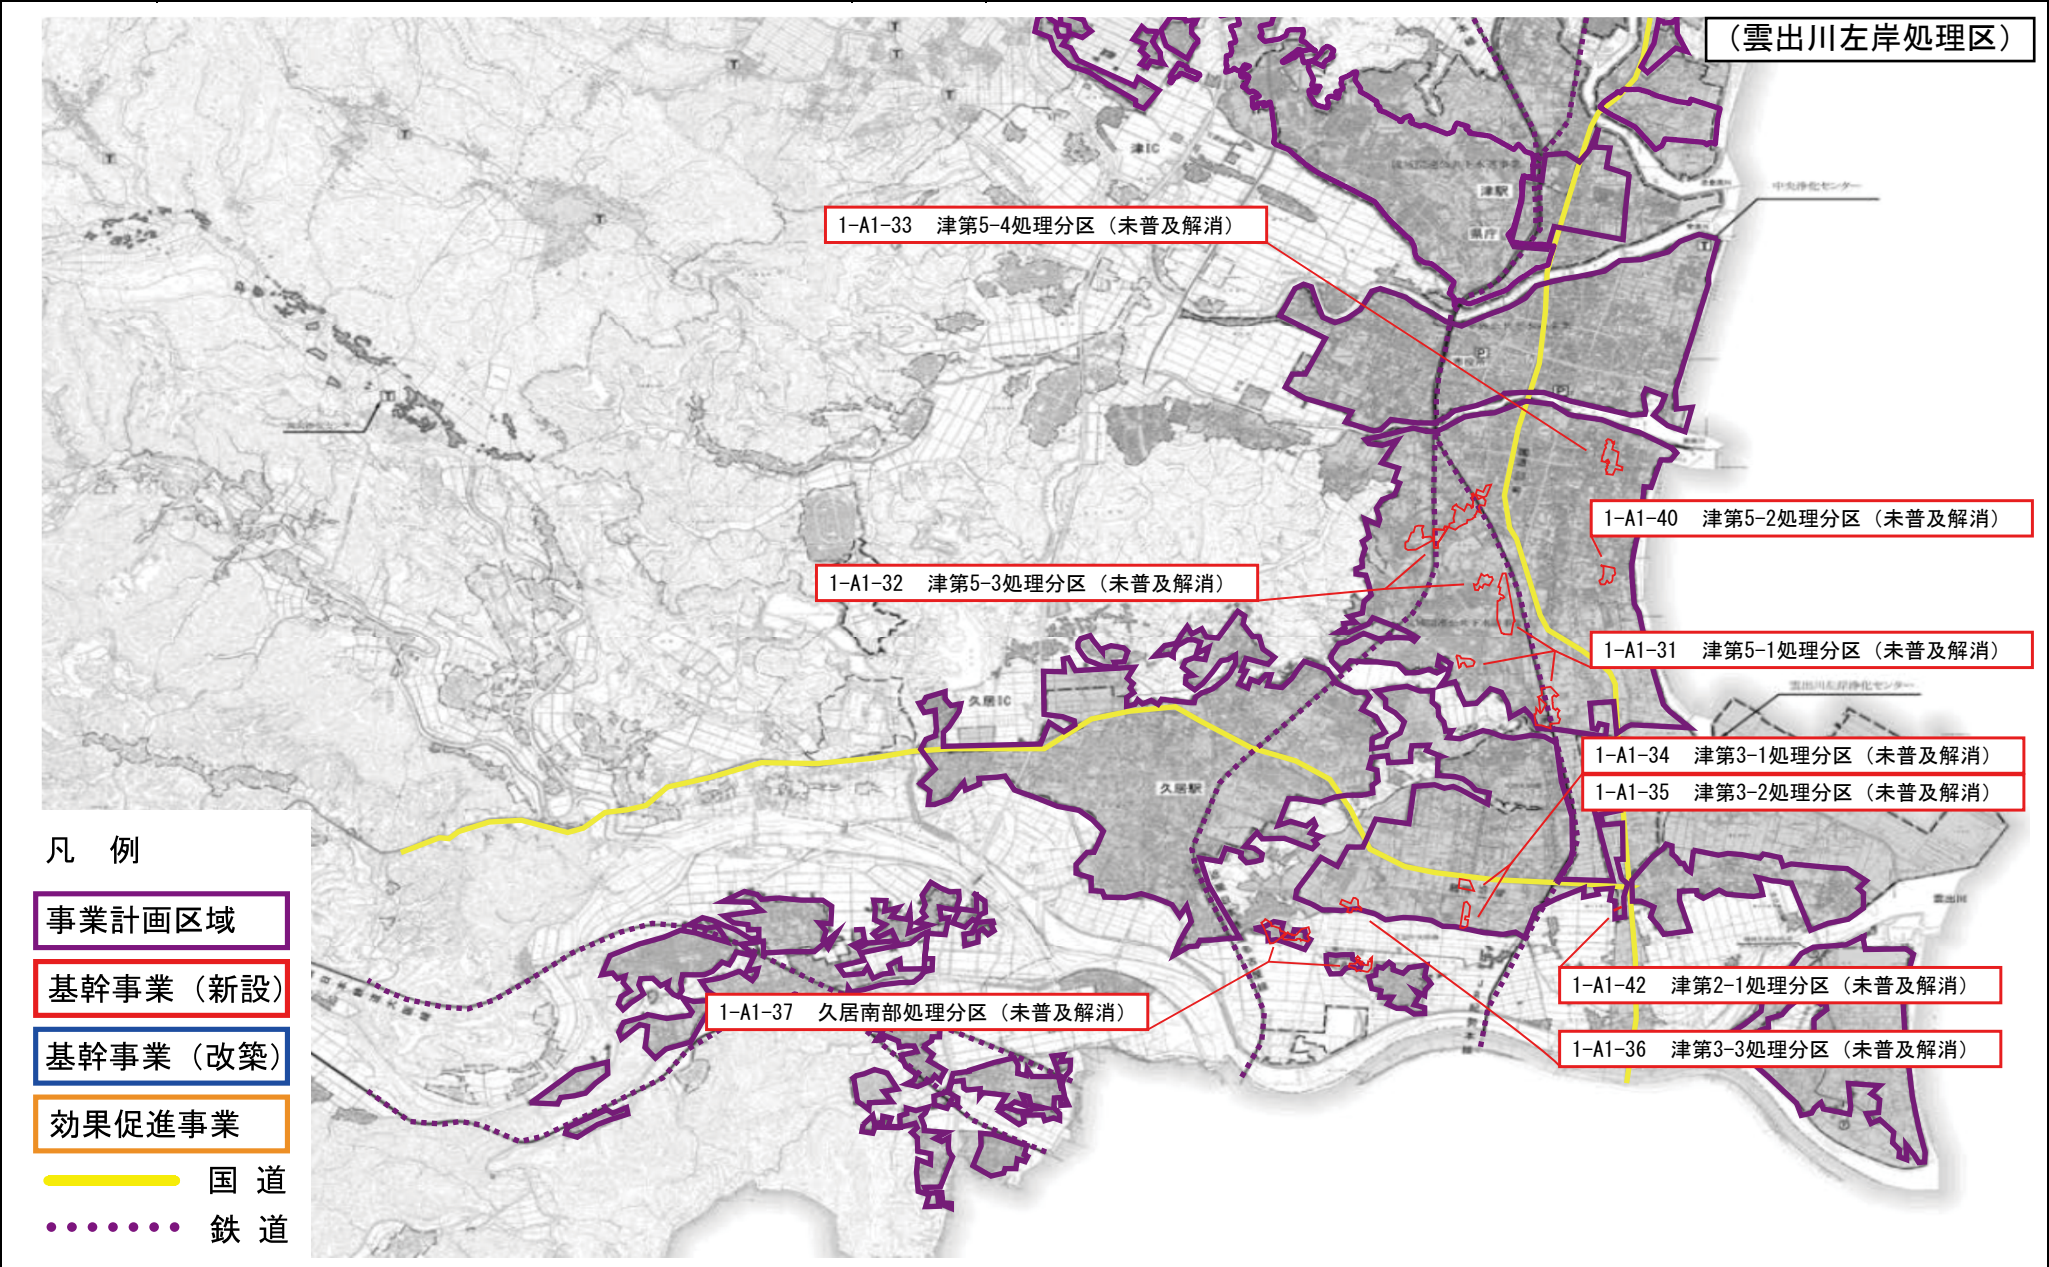 （雲出川左岸処理区）
津IC
津駅
県庁
中央浄化センター
1-A1-33　津第5-4処理分区（未普及解消）
市役所
1-A1-40　津第5-2処理分区（未普及解消）
1-A1-32　津第5-3処理分区（未普及解消）
1-A1-31　津第5-1処理分区（未普及解消）
雲出川左岸浄化センター
久居IC
1-A1-34　津第3-1処理分区（未普及解消）
1-A1-35　津第3-2処理分区（未普及解消）
久居駅
雲出川
1-A1-42　津第2-1処理分区（未普及解消）
1-A1-37　久居南部処理分区（未普及解消）
1-A1-36　津第3-3処理分区（未普及解消）
凡　例
事業計画区域
基幹事業（新設）
基幹事業（改築）
効果促進事業
国 道
鉄 道